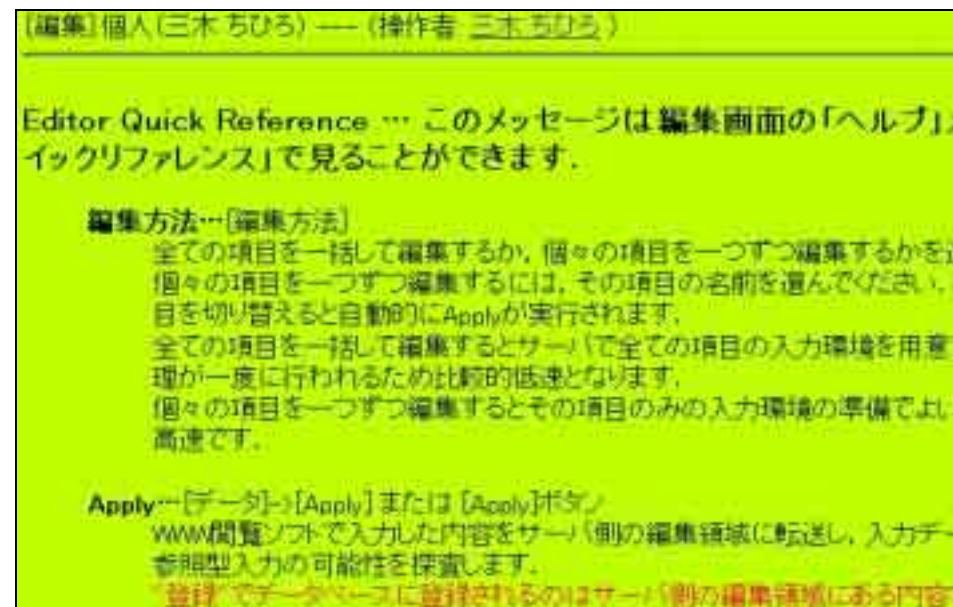 [編集]個人(三木 ちひろ) --- (操作者 三木 ちひろ )
Editor Quick Reference … このメッセージは編集画面の「ヘルプ」
イックリファレンス」で見ることができます.
編集方法…[編集方法]
全ての項目を一括して編集するか, 個々の項目を一つずつ編集するかを
個々の項目を一つずつ編集するには, その項目の名前を選んでください.
目を切り替えると自動的にApplyが実行されます.
全ての項目を一括して編集するとサーバで全ての項目の入力環境を用意
理が一度に行われるため比較的低速となります.
個々の項目を一つずつ編集するとその項目のみの入力環境の準備でよい
高速です.
Apply…[データ]->[Apply] または [Apply]ボタン
WWW閲覧ソフトで入力した内容をサーバ側の編集領域に転送し, 入力デー
参照型入力の可能性を探査します.
"登録"でデータベースに登録されるのはサーバ側の編集領域にある内容